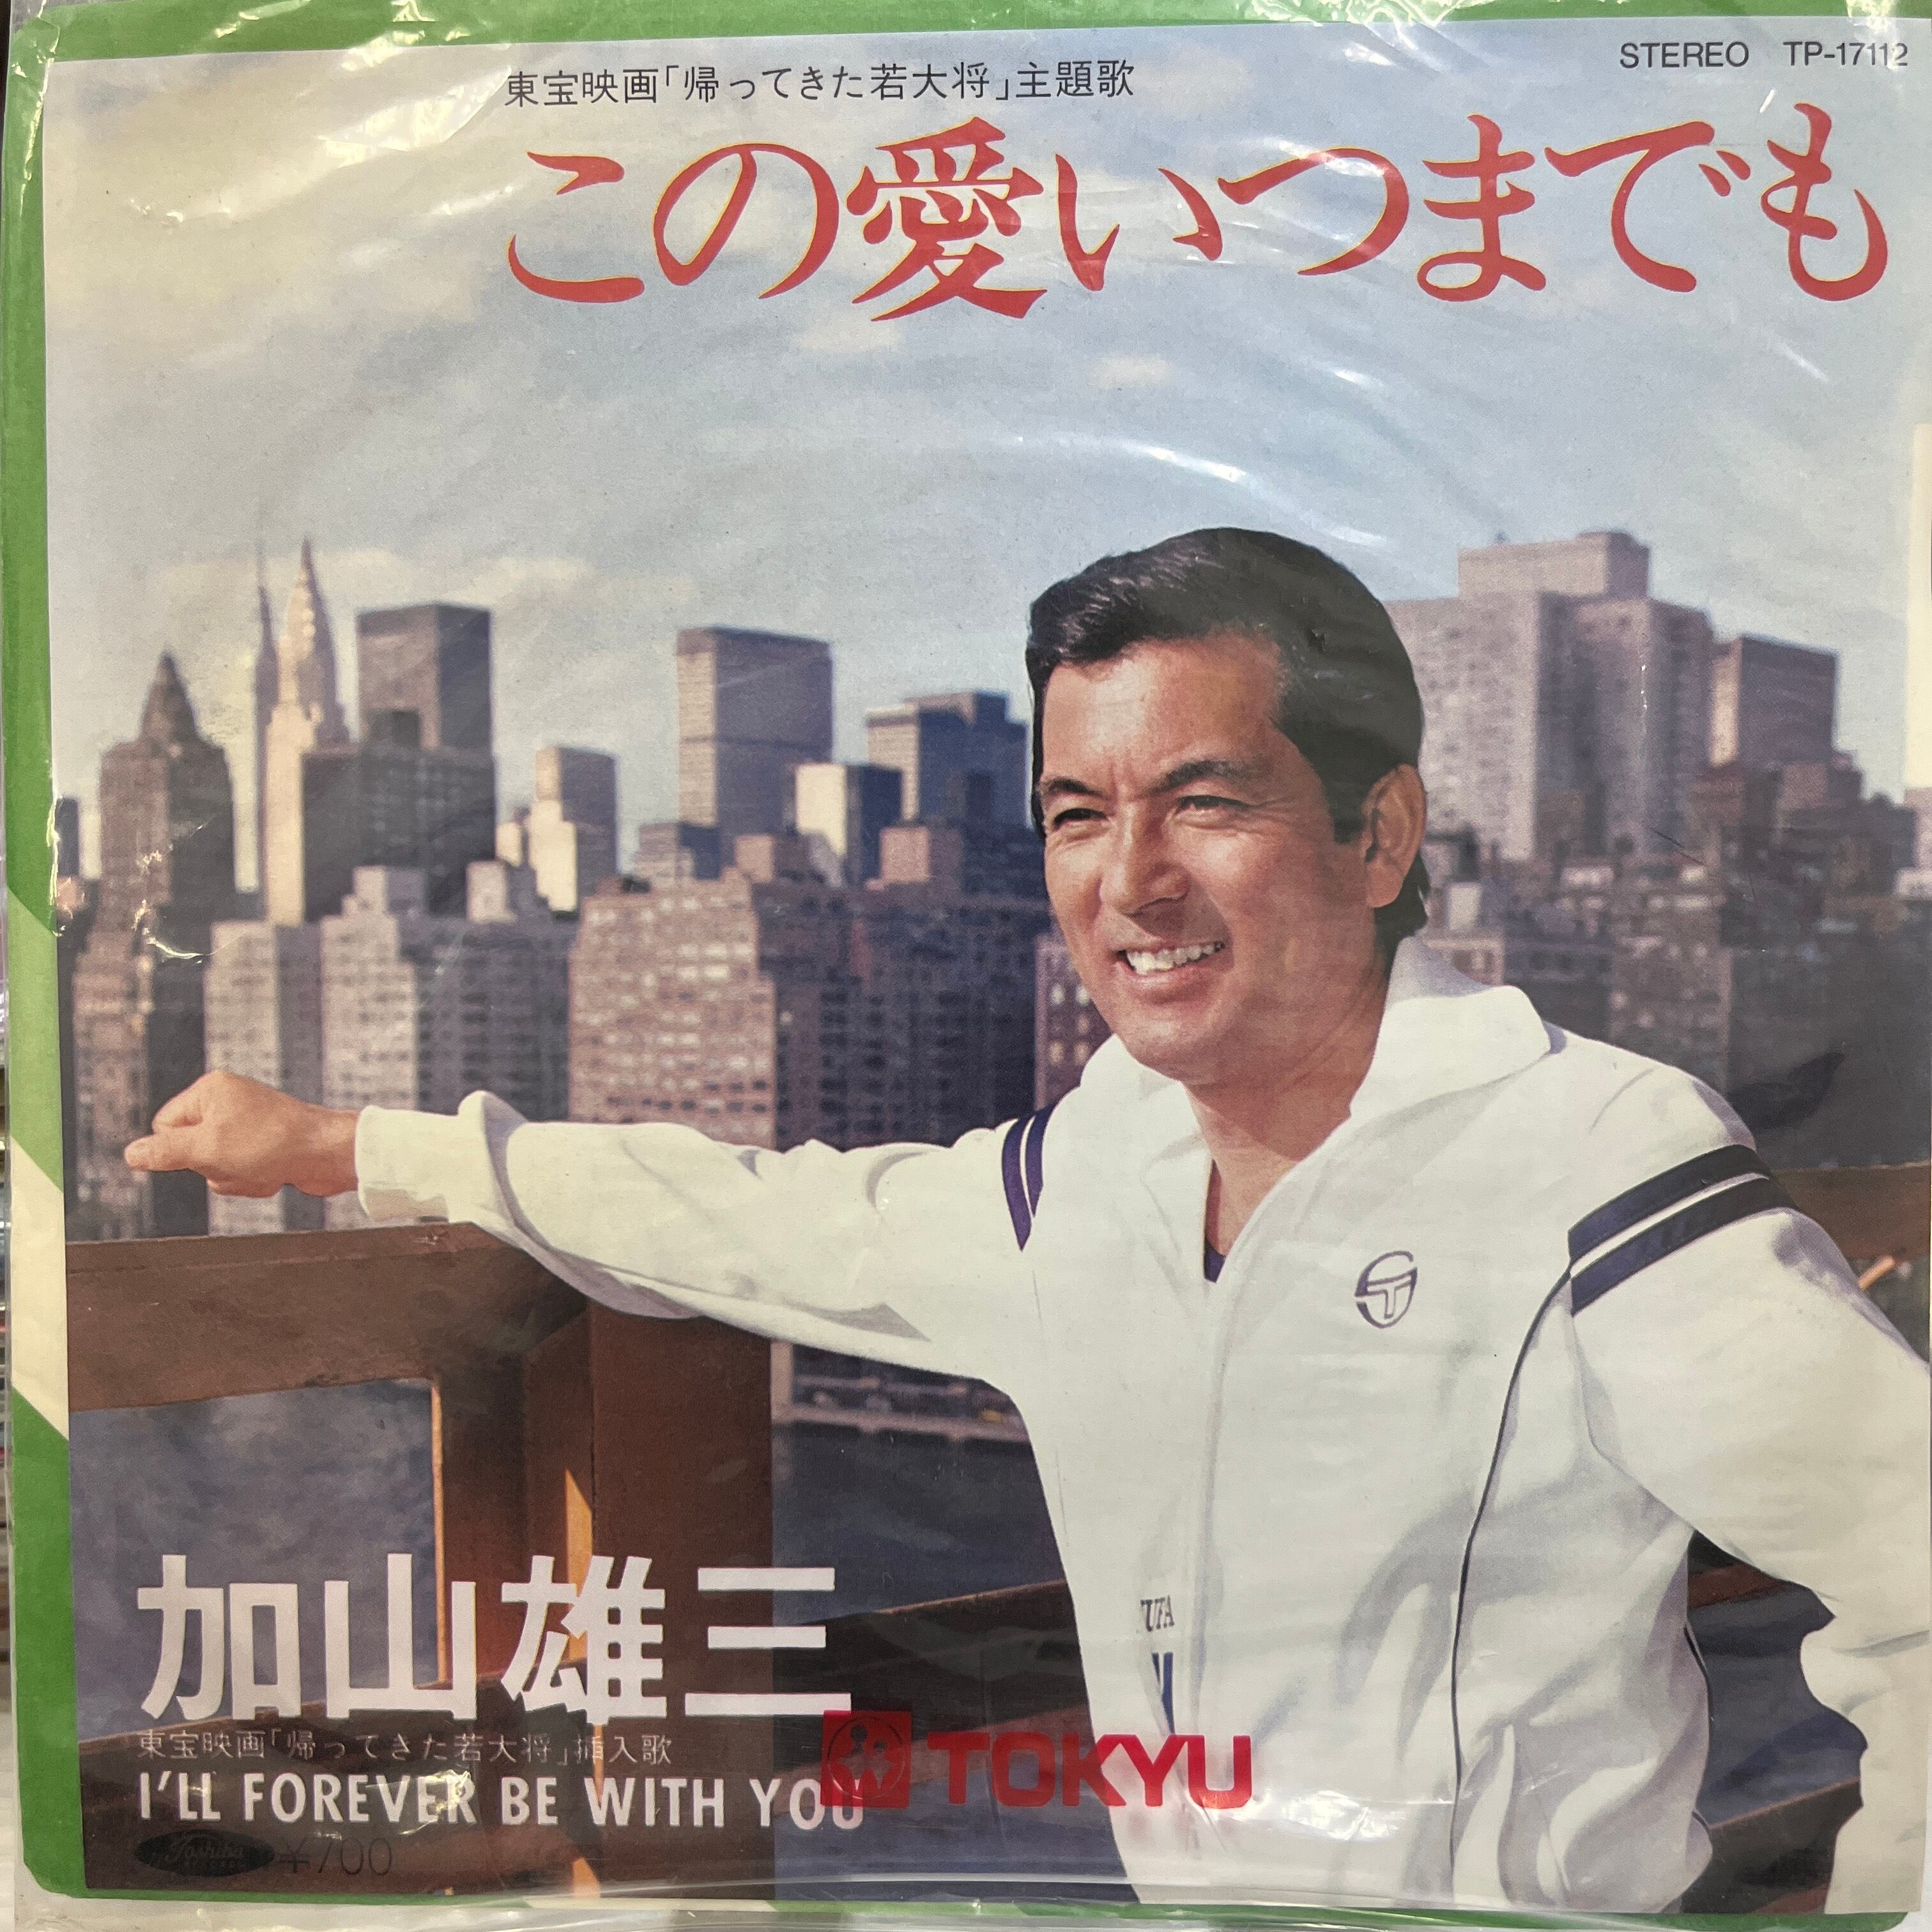 STEREO TP-17112
東宝映画「帰ってきた若大将」主題歌
この愛いつまでも
加山雄三
東宝映画「帰ってきた若大将」挿入歌
I'LL FOREVER BE WITH YOU
TOKYU
Toshiba
¥700